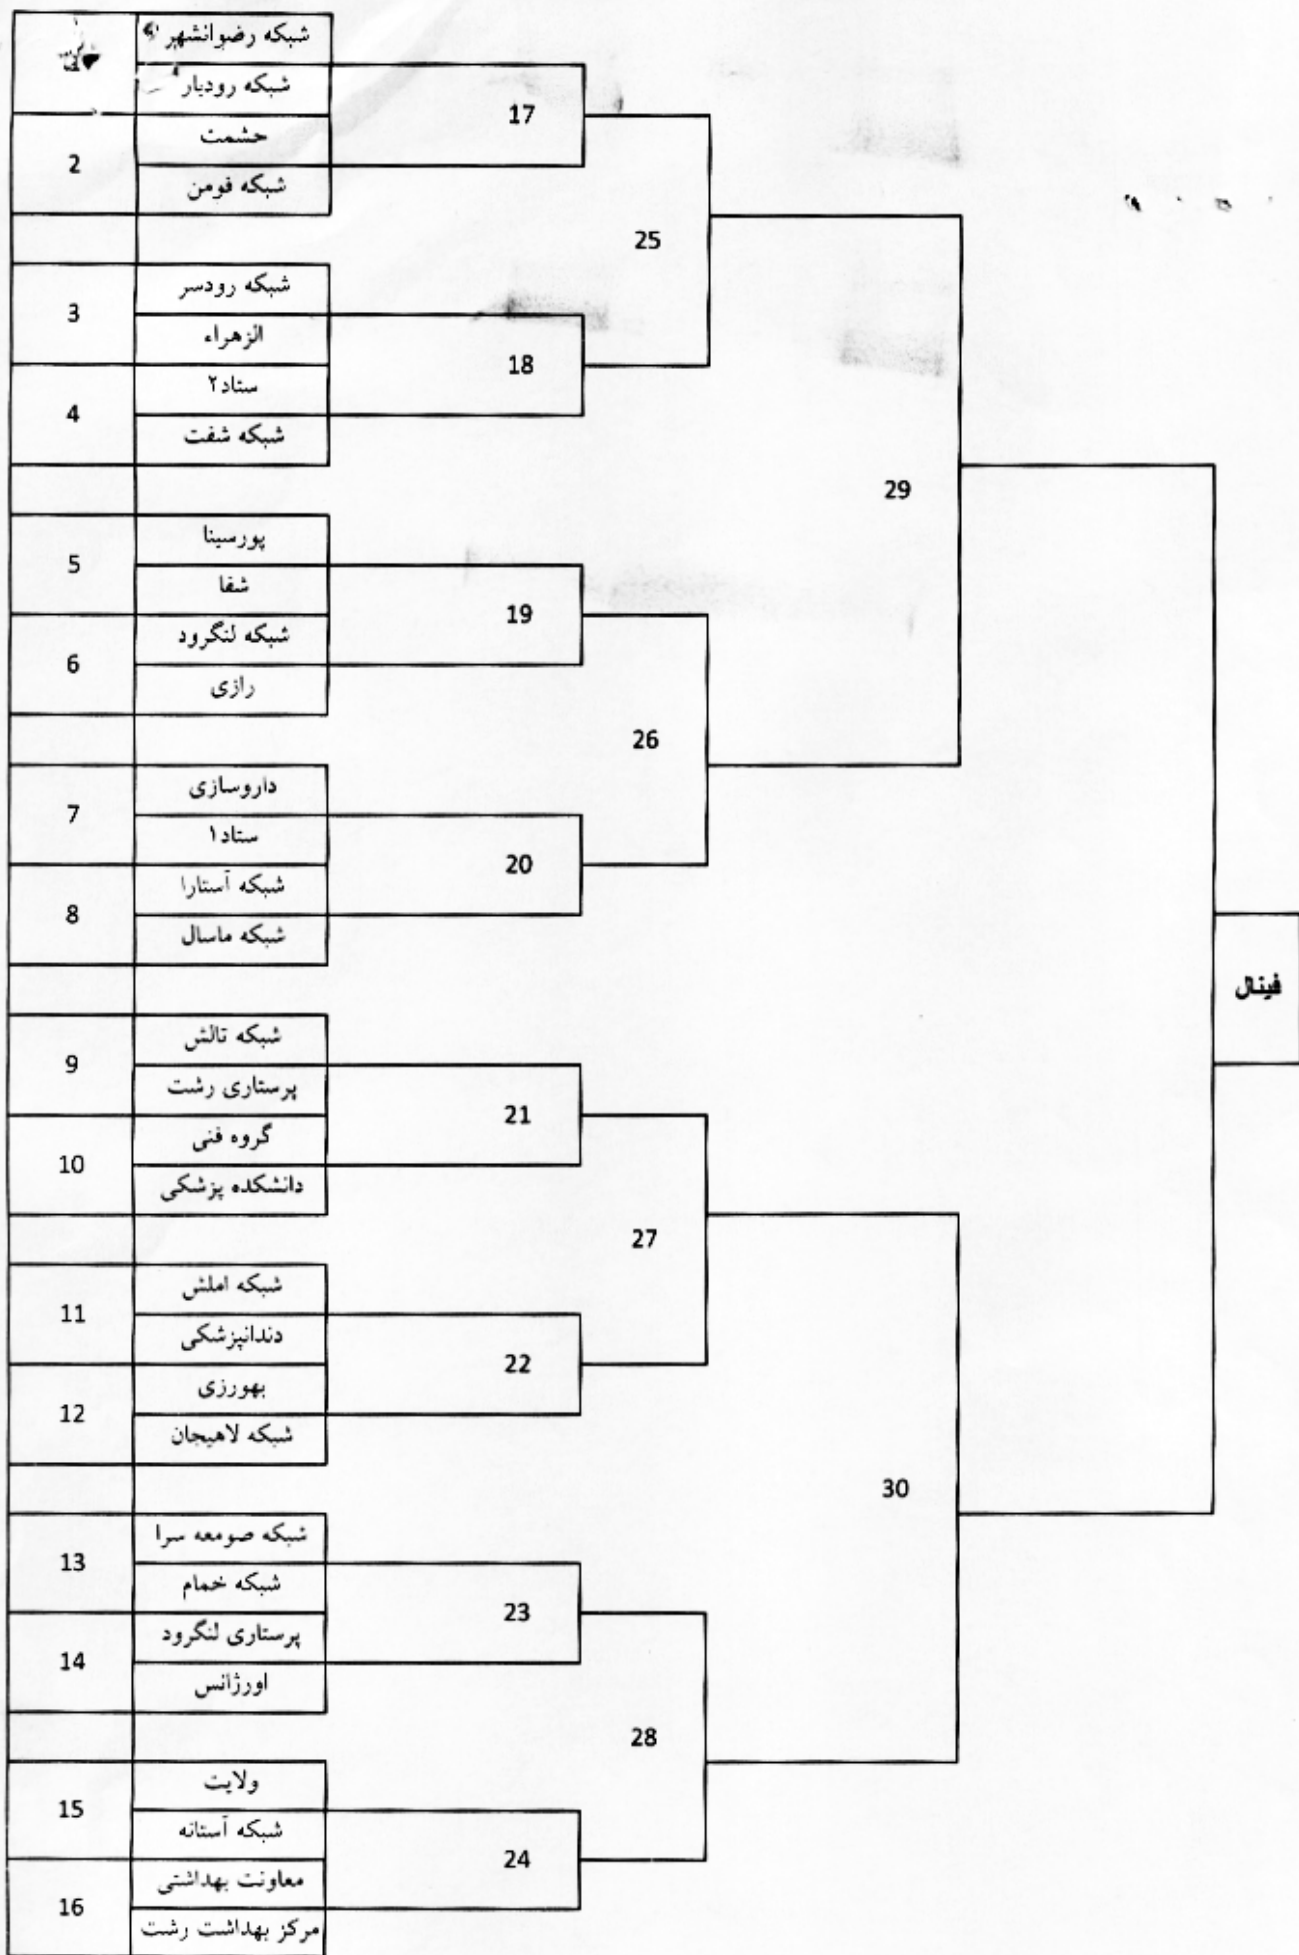 شبکه رضوانشهر
1
شبکه رودبار
17
حشمت
2
شبکه فومن
25
شبکه رودسر
3
الزهراء
18
ستاد۲
4
شبکه شفت
29
پورسینا
5
شفا
19
شبکه لنگرود
6
رازی
26
داروسازی
7
ستاد۱
20
شبکه آستارا
8
شبکه ماسال
فینال
شبکه تالش
9
پرستاری رشت
21
گروه فنی
10
دانشکده پزشکی
27
شبکه املش
11
دندانپزشکی
22
بهورزی
12
شبکه لاهیجان
30
شبکه صومعه سرا
13
شبکه خمام
23
پرستاری لنگرود
14
اورژانس
28
ولایت
15
شبکه آستانه
24
معاونت بهداشتی
16
مرکز بهداشت رشت